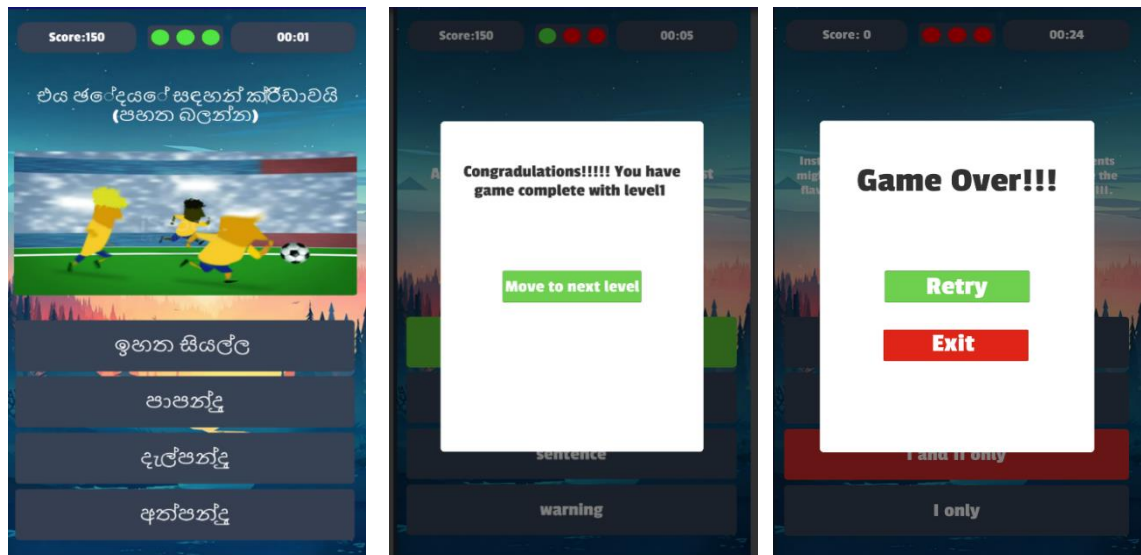 Score:150
00:01
එය ඡේදයේ සඳහන් ක්රීඩාවයි
(පහත බලන්න)
ඉහත සියල්ල
පාපන්දු
දැල්පන්දු
අත්පන්දු
Score:150
00:05
Congradulations!!!!! You have
game complete with level1
Move to next level
sentence
warning
Score: 0
00:24
the
Game Over!!!
Retry
Exit
I and II only
I only